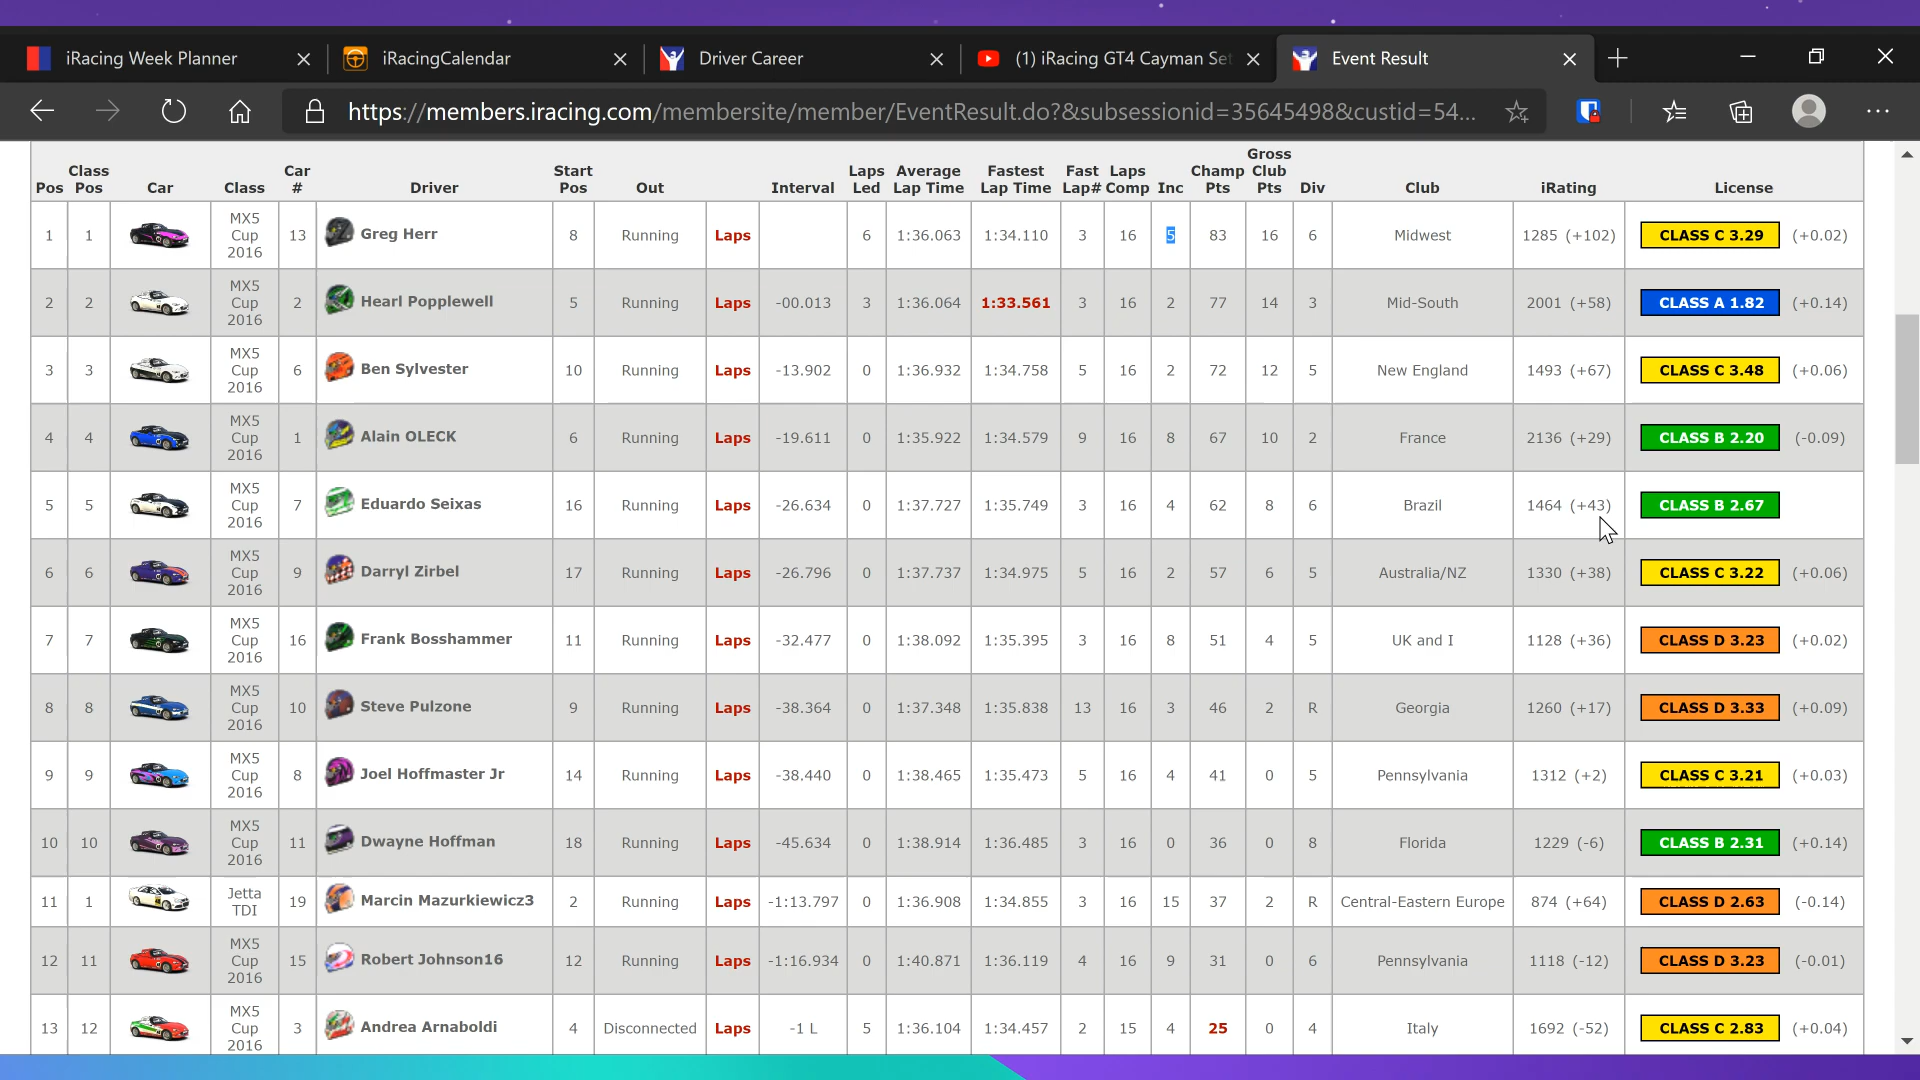 iRacing Week Planner
iRacingCalendar
Driver Career
(1) iRacing GT4 Cayman Set
Event Result
https://members.iracing.com/membersite/member/EventResult.do?&subsessionid=35645498&custid=54...
Pos Class Pos Car Class Car # Driver Start Pos Out Interval Laps Led Average Lap Time Fastest Lap Time Fast Lap# Laps Comp Inc Champ Pts Gross Club Pts Div Club iRating License
1 1 MX5 Cup 2016 13 Greg Herr 8 Running Laps 6 1:36.063 1:34.110 3 16 5 83 16 6 Midwest 1285 (+102) CLASS C 3.29 (+0.02)
2 2 MX5 Cup 2016 2 Hearl Popplewell 5 Running Laps -00.013 3 1:36.064 1:33.561 3 16 2 77 14 3 Mid-South 2001 (+58) CLASS A 1.82 (+0.14)
3 3 MX5 Cup 2016 6 Ben Sylvester 10 Running Laps -13.902 0 1:36.932 1:34.758 5 16 2 72 12 5 New England 1493 (+67) CLASS C 3.48 (+0.06)
4 4 MX5 Cup 2016 1 Alain OLECK 6 Running Laps -19.611 0 1:35.922 1:34.579 9 16 8 67 10 2 France 2136 (+29) CLASS B 2.20 (-0.09)
5 5 MX5 Cup 2016 7 Eduardo Seixas 16 Running Laps -26.634 0 1:37.727 1:35.749 3 16 4 62 8 6 Brazil 1464 (+43) CLASS B 2.67
6 6 MX5 Cup 2016 9 Darryl Zirbel 17 Running Laps -26.796 0 1:37.737 1:34.975 5 16 2 57 6 5 Australia/NZ 1330 (+38) CLASS C 3.22 (+0.06)
7 7 MX5 Cup 2016 16 Frank Bosshammer 11 Running Laps -32.477 0 1:38.092 1:35.395 3 16 8 51 4 5 UK and I 1128 (+36) CLASS D 3.23 (+0.02)
8 8 MX5 Cup 2016 10 Steve Pulzone 9 Running Laps -38.364 0 1:37.348 1:35.838 13 16 3 46 2 R Georgia 1260 (+17) CLASS D 3.33 (+0.09)
9 9 MX5 Cup 2016 8 Joel Hoffmaster Jr 14 Running Laps -38.440 0 1:38.465 1:35.473 5 16 4 41 0 5 Pennsylvania 1312 (+2) CLASS C 3.21 (+0.03)
10 10 MX5 Cup 2016 11 Dwayne Hoffman 18 Running Laps -45.634 0 1:38.914 1:36.485 3 16 0 36 0 8 Florida 1229 (-6) CLASS B 2.31 (+0.14)
11 1 Jetta TDI 19 Marcin Mazurkiewicz3 2 Running Laps -1:13.797 0 1:36.908 1:34.855 3 16 15 37 2 R Central-Eastern Europe 874 (+64) CLASS D 2.63 (-0.14)
12 11 MX5 Cup 2016 15 Robert Johnson16 12 Running Laps -1:16.934 0 1:40.871 1:36.119 4 16 9 31 0 6 Pennsylvania 1118 (-12) CLASS D 3.23 (-0.01)
13 12 MX5 Cup 2016 3 Andrea Arnaboldi 4 Disconnected Laps -1 L 5 1:36.104 1:34.457 2 15 4 25 0 4 Italy 1692 (-52) CLASS C 2.83 (+0.04)